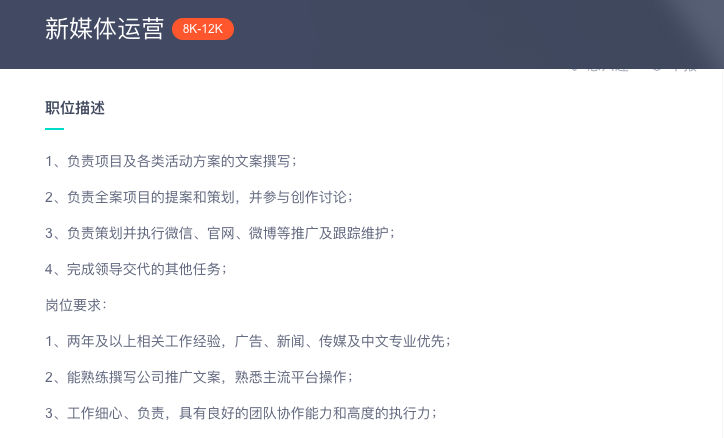 新媒体运营 8K-12K
职位描述
1、负责项目及各类活动方案的文案撰写；
2、负责全案项目的提案和策划，并参与创作讨论；
3、负责策划并执行微信、官网、微博等推广及跟踪维护；
4、完成领导交代的其他任务；
岗位要求：
1、两年及以上相关工作经验，广告、新闻、传媒及中文专业优先；
2、能熟练撰写公司推广文案，熟悉主流平台操作；
3、工作细心、负责，具有良好的团队协作能力和高度的执行力；